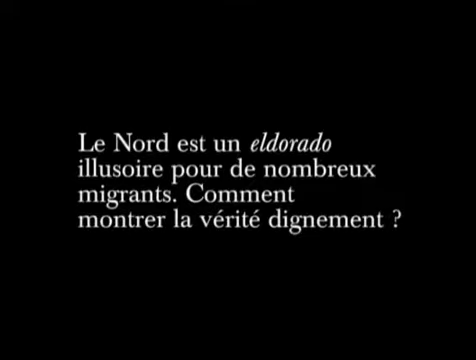 Le Nord est un eldorado
illusoire pour de nombreux
migrants. Comment
montrer la vérité dignement ?